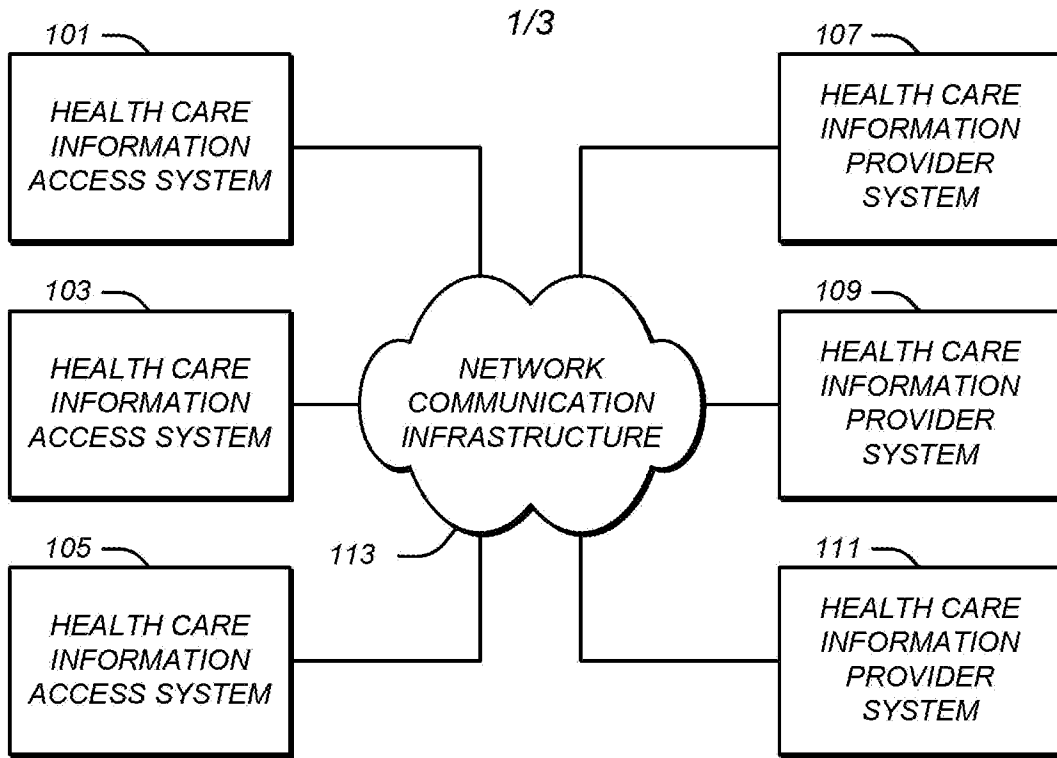 1/3
101
HEALTH CARE
INFORMATION
ACCESS SYSTEM
103
HEALTH CARE
INFORMATION
ACCESS SYSTEM
105
HEALTH CARE
INFORMATION
ACCESS SYSTEM
NETWORK
COMMUNICATION
INFRASTRUCTURE
113
107
HEALTH CARE
INFORMATION
PROVIDER
SYSTEM
109
HEALTH CARE
INFORMATION
PROVIDER
SYSTEM
111
HEALTH CARE
INFORMATION
PROVIDER
SYSTEM